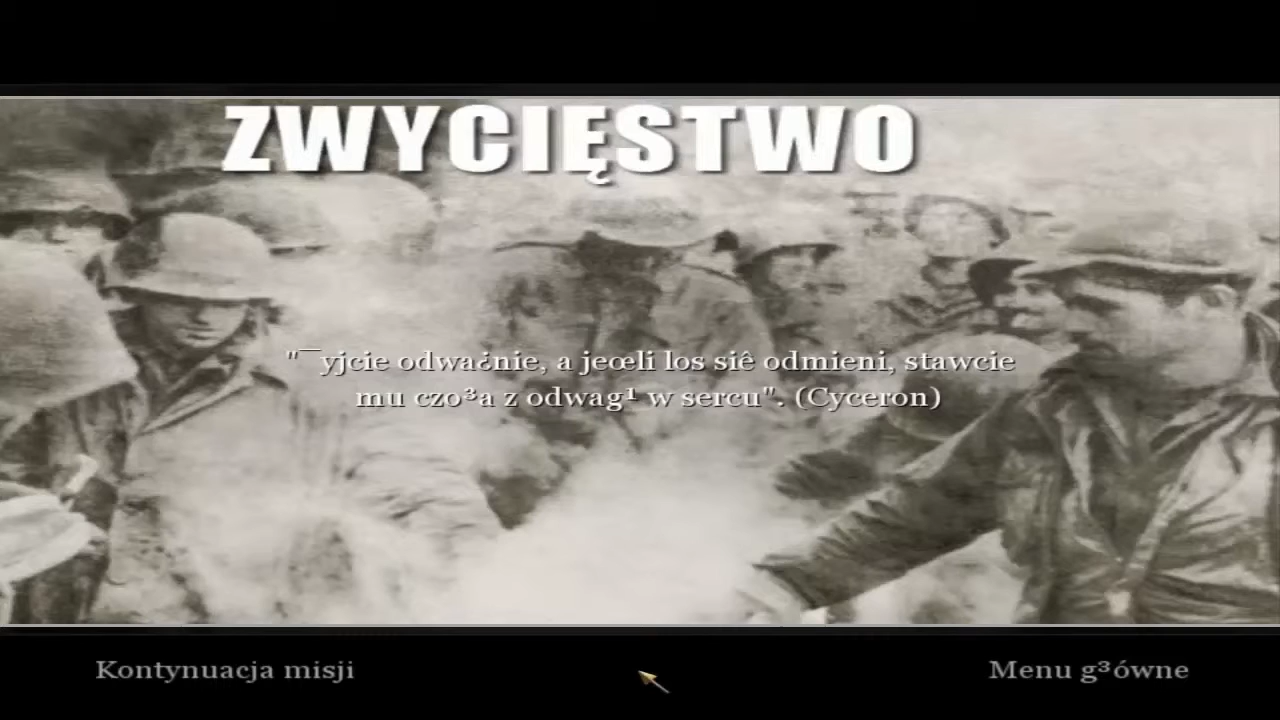 ZWYCIĘSTWO
"¯yjcie odwa¿nie, a jeœli los siê odmieni, stawcie
mu czo³a z odwag¹ w sercu". (Cyceron)
Kontynuacja misji
Menu g³ówne